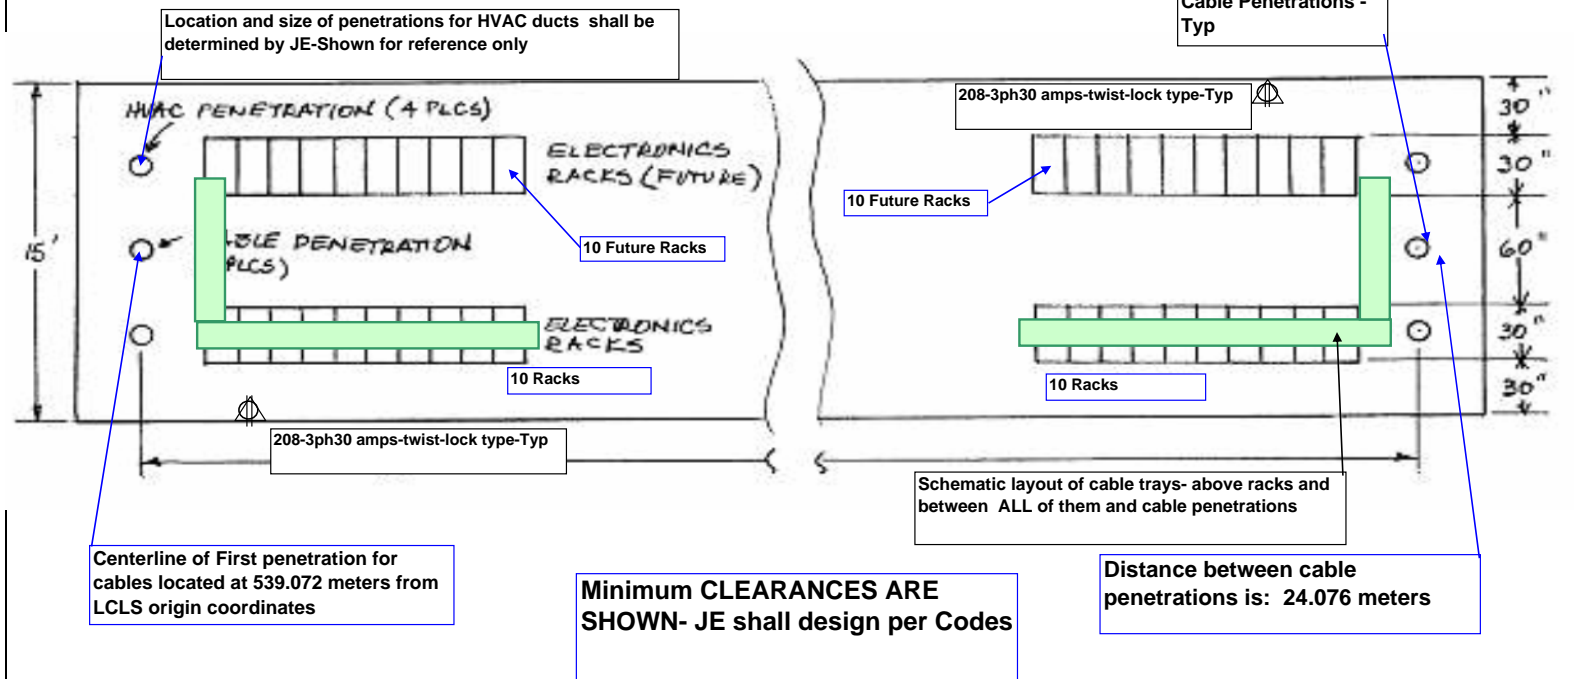 Cable Penetrations -
Typ
Location and size of penetrations for HVAC ducts shall be
determined by JE-Shown for reference only
208-3ph30 amps-twist-lock type-Typ
HVAC PENETRATION (4 PLCS)
30"
ELECTRONICS
RACKS (FUTURE)
30"
10 Future Racks
10 Future Racks
PENETRATION
PLCS)
15'
60"
ELECTRONICS
RACKS
30"
10 Racks
10 Racks
30"
208-3ph30 amps-twist-lock type-Typ
Schematic layout of cable trays- above racks and
between ALL of them and cable penetrations
Centerline of First penetration for
cables located at 539.072 meters from
LCLS origin coordinates
Minimum CLEARANCES ARE
SHOWN- JE shall design per Codes
Distance between cable
penetrations is: 24.076 meters